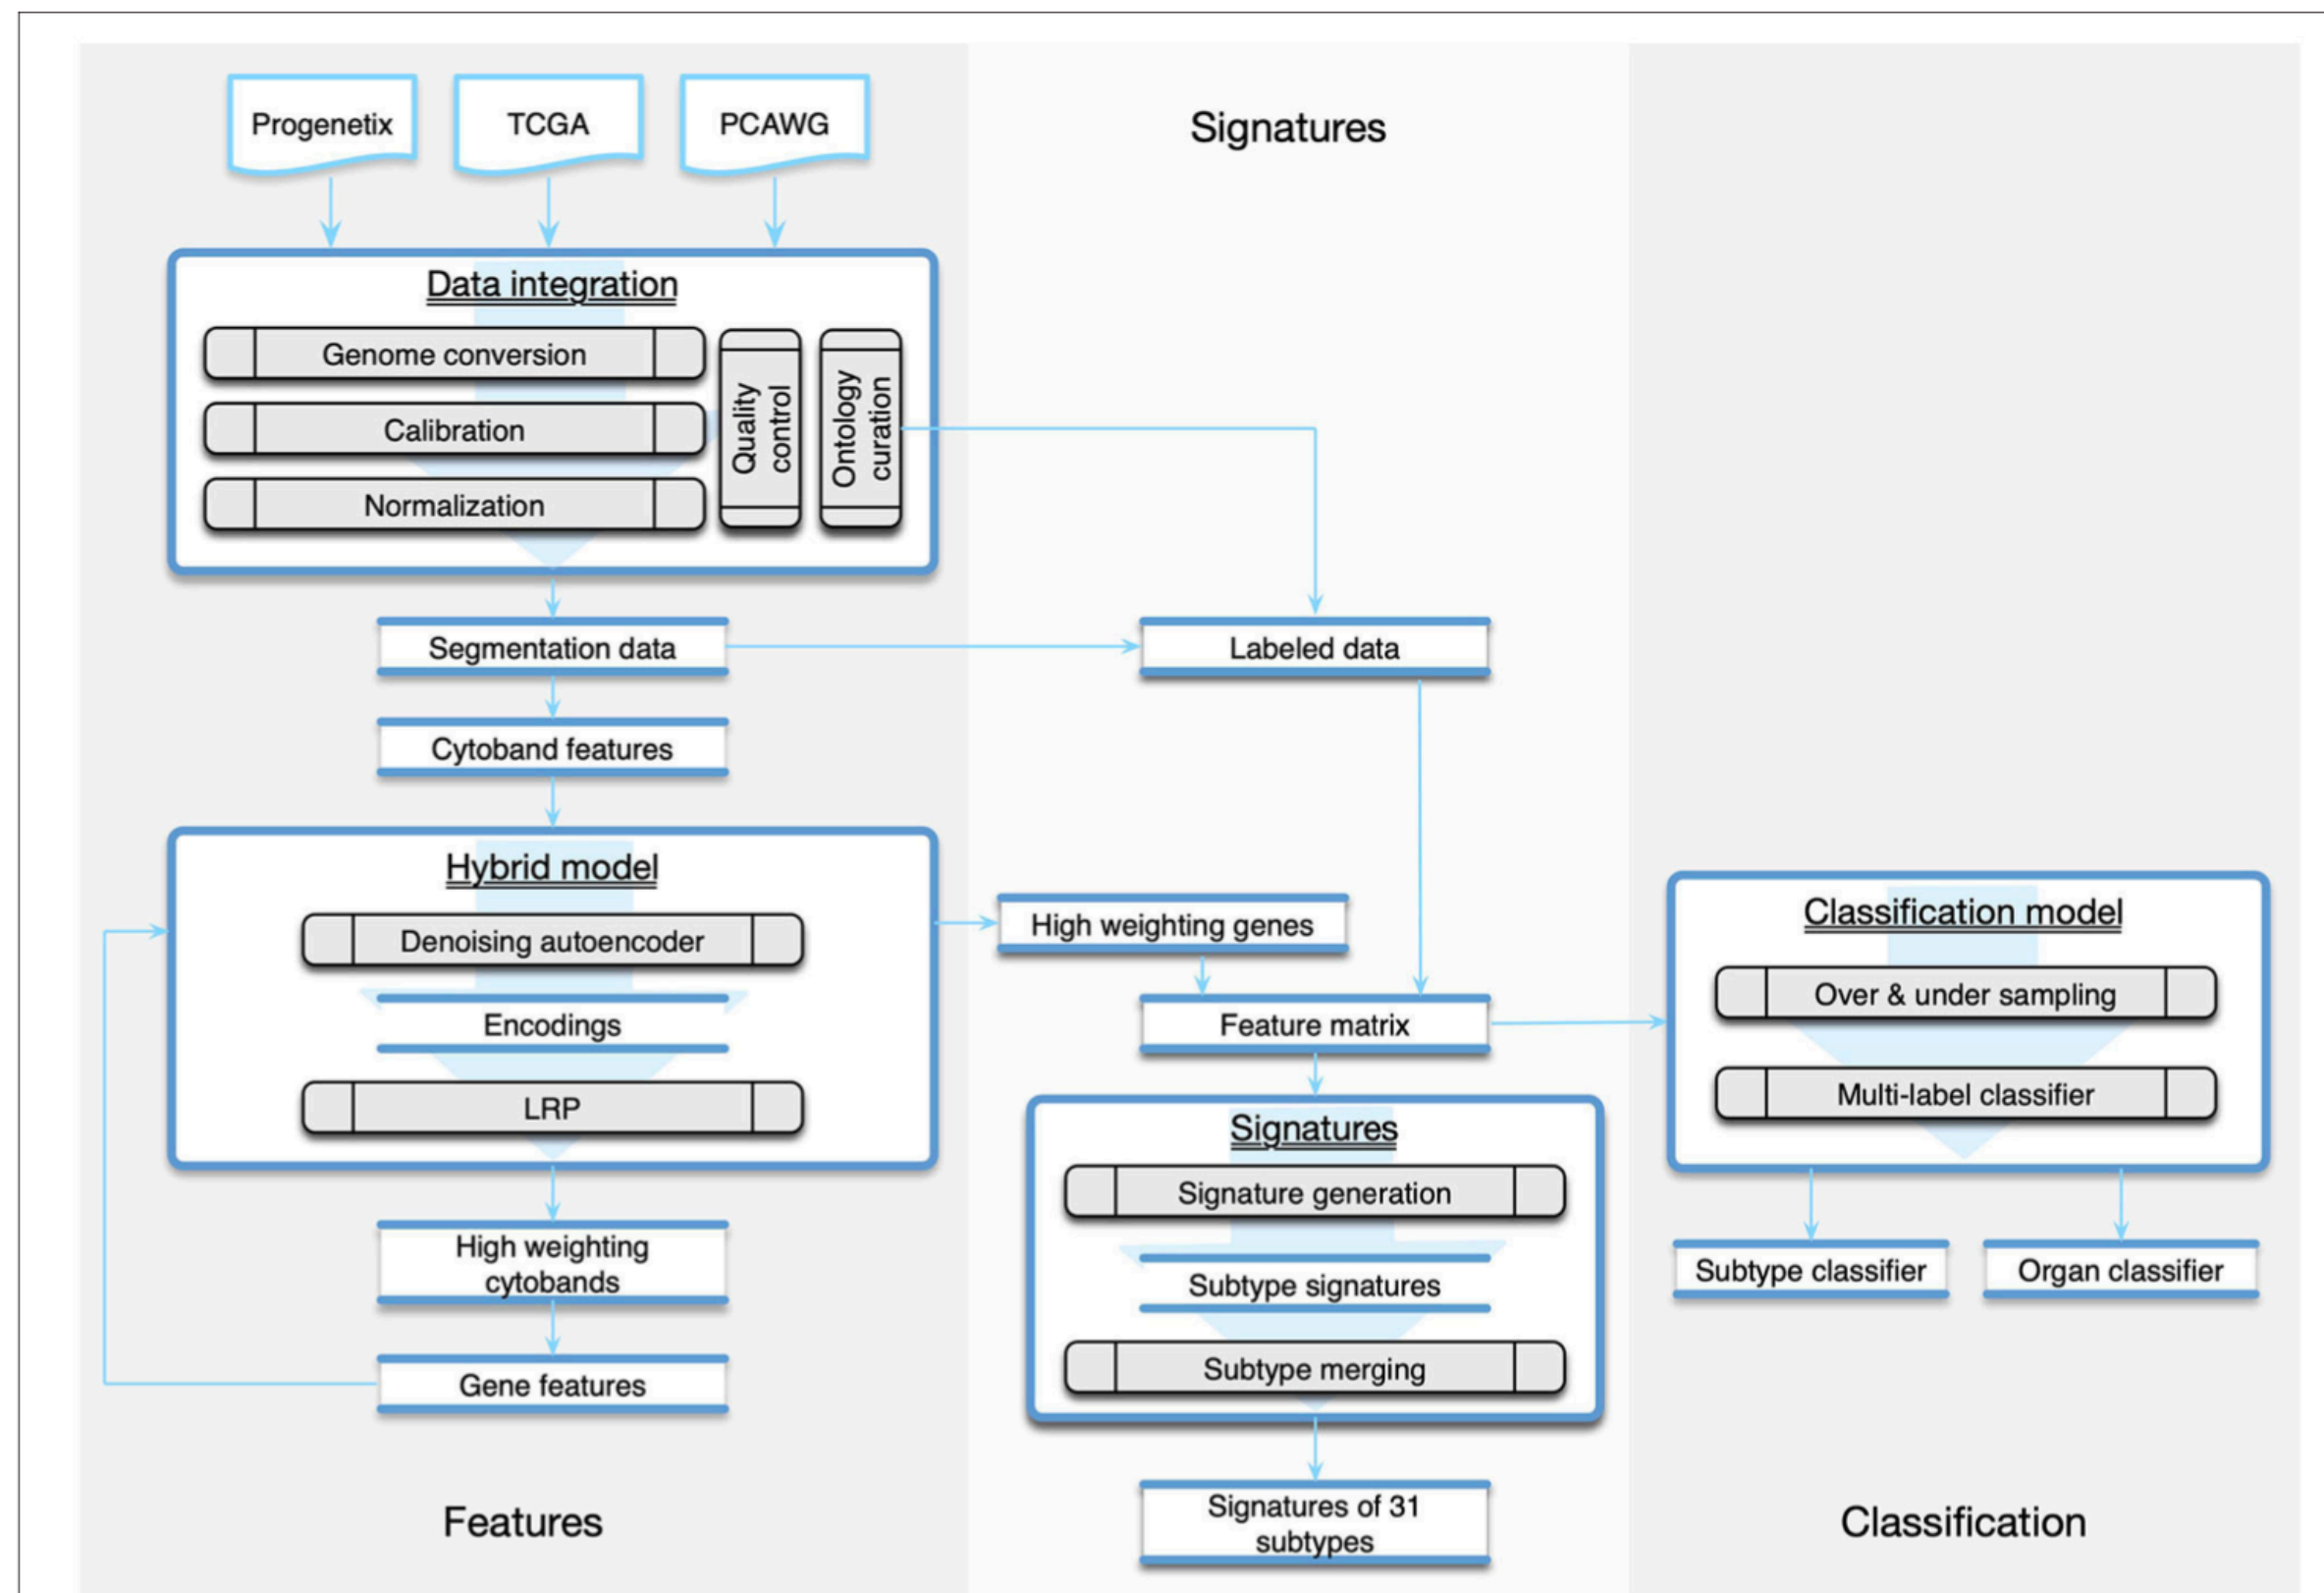 Progenetix
TCGA
PCAWG
Data integration
Genome conversion
Calibration
Normalization
Quality
control
Ontology
curation
Segmentation data
Cytoband features
Hybrid model
Denoising autoencoder
Encodings
LRP
High weighting
cytobands
Gene features
Features
Signatures
Labeled data
High weighting genes
Feature matrix
Signatures
Signature generation
Subtype signatures
Subtype merging
Signatures of 31
subtypes
Classification model
Over & under sampling
Multi-label classifier
Subtype classifier
Organ classifier
Classification